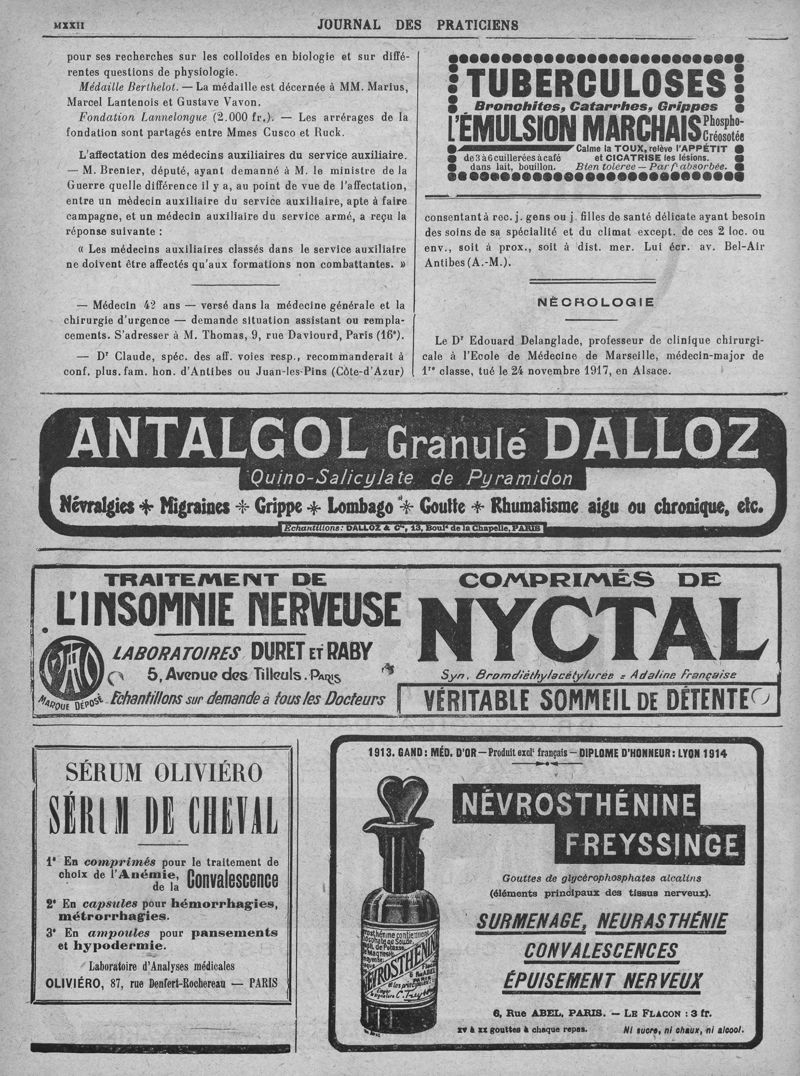 MXXII
JOURNAL DES PRATICIENS
pour ses recherches sur les colloïdes en biologie et sur diffé-
rentes questions de physiologie.
Médaille Berthelot. — La médaille est décernée à MM. Marius,
Marcel Lantenois et Gustave Vavon.
Fondation Lannelongue (2.000 fr.). — Les arrérages de la
fondation sont partagés entre Mmes Cusco et Ruck.
L'affectation des médecins auxiliaires du service auxiliaire.
— M. Brenier, député, ayant demanné à M. le ministre de la
Guerre quelle différence il y a, au point de vue de l'affectation,
entre un médecin auxiliaire du service auxiliaire, apte à faire
campagne, et un médecin auxiliaire du service armé, a reçu la
réponse suivante :
« Les médecins auxiliaires classés dans le service auxiliaire
ne doivent être affectés qu'aux formations non combattantes. »
— Médecin 42 ans — versé dans la médecine générale et la
chirurgie d'urgence — demande situation assistant ou rempla-
cements. S'adresser à M. Thomas, 9, rue Daviourd, Paris (16e).
— Dr Claude, spéc. des aff. voies resp., recommanderait à
conf. plus. fam. hon. d'Antibes ou Juan-les-Pins (Côte-d'Azur)
TUBERCULOSES
Bronchites, Catarrhes, Grippes
L'ÉMULSION MARCHAIS Phospho-Créosotée
Calme la TOUX, relève l'APPÉTIT
de 3 à 6 cuillerées à café et CICATRISE les lésions.
dans lait, bouillon. Bien tolérée — Parft absorbée.
consentant à rec. j. gens ou j. filles de santé délicate ayant besoin
des soins de sa spécialité et du climat except. de ces 2 loc. ou
env., soit à prox., soit à dist. mer. Lui écr. av. Bel-Air
Antibes (A.-M.).
NÉCROLOGIE
Le Dr Edouard Delanglade, professeur de clinique chirurgi-
cale à l'Ecole de Médecine de Marseille, médecin-major de
1re classe, tué le 24 novembre 1917, en Alsace.
ANTALGOL Granulé DALLOZ
Quino-Salicylate de Pyramidon
Névralgies * Migraines * Grippe * Lombago * Goutte * Rhumatisme aigu ou chronique, etc.
Echantillons: DALLOZ & Cie, 13, Bould de la Chapelle, PARIS
TRAITEMENT DE
L'INSOMNIE NERVEUSE
LABORATOIRES DURET ET RABY
5, Avenue des Tilleuls. PARIS
MARQUE DÉPOSÉE
Echantillons sur demande à tous les Docteurs
COMPRIMÉS DE
NYCTAL
Syn. Bromdiéthylacétylurée = Adaline Française
VÉRITABLE SOMMEIL DE DÉTENTE
SÉRUM OLIVIÉRO
SÉRUM DE CHEVAL
1° En comprimés pour le traitement de
choix de l'Anémie, de la Convalescence
2° En capsules pour hémorrhagies,
métrorrhagies.
3° En ampoules pour pansements
et hypodermie.
Laboratoire d'Analyses médicales
OLIVIÉRO, 87, rue Denfert-Rochereau — PARIS
1913. GAND : MÉD. D'OR — Produit exclt français — DIPLOME D'HONNEUR : LYON 1914
NÉVROSTHÉNINE
FREYSSINGE
Gouttes de glycérophosphates alcalins
(éléments principaux des tissus nerveux).
SURMENAGE, NEURASTHÉNIE
CONVALESCENCES
ÉPUISEMENT NERVEUX
6, Rue ABEL, PARIS. — LE FLACON : 3 fr.
xv à xx gouttes à chaque repas. Ni sucre, ni chaux, ni alcool.
NÉVROSTHÉNINE